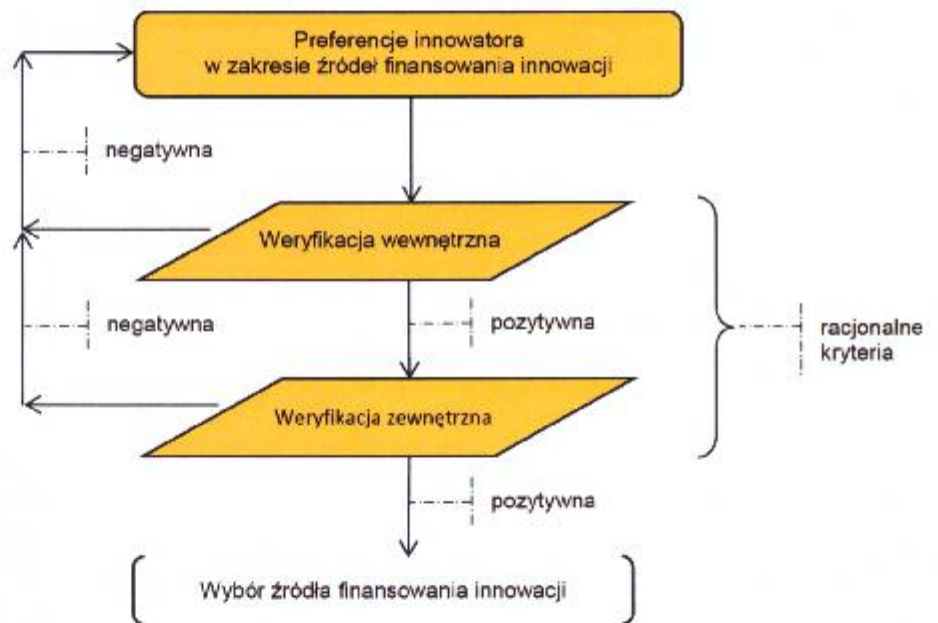 Preferencje innowatora
w zakresie źródeł finansowania innowacji
negatywna
Weryfikacja wewnętrzna
negatywna
pozytywna
racjonalne
kryteria
Weryfikacja zewnętrzna
pozytywna
Wybór źródła finansowania innowacji